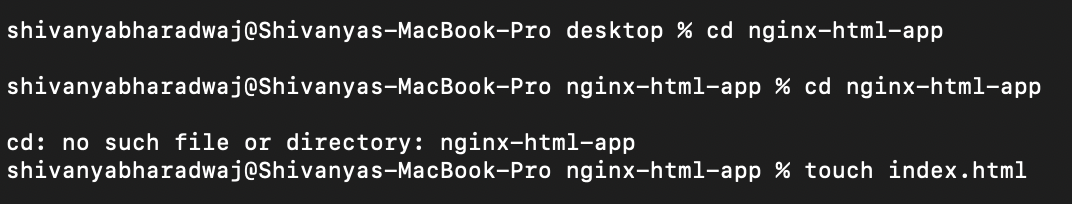 shivanyabharadwaj@Shivanyas-MacBook-Pro desktop % cd nginx-html-app
shivanyabharadwaj@Shivanyas-MacBook-Pro nginx-html-app % cd nginx-html-app
cd: no such file or directory: nginx-html-app
shivanyabharadwaj@Shivanyas-MacBook-Pro nginx-html-app % touch index.html